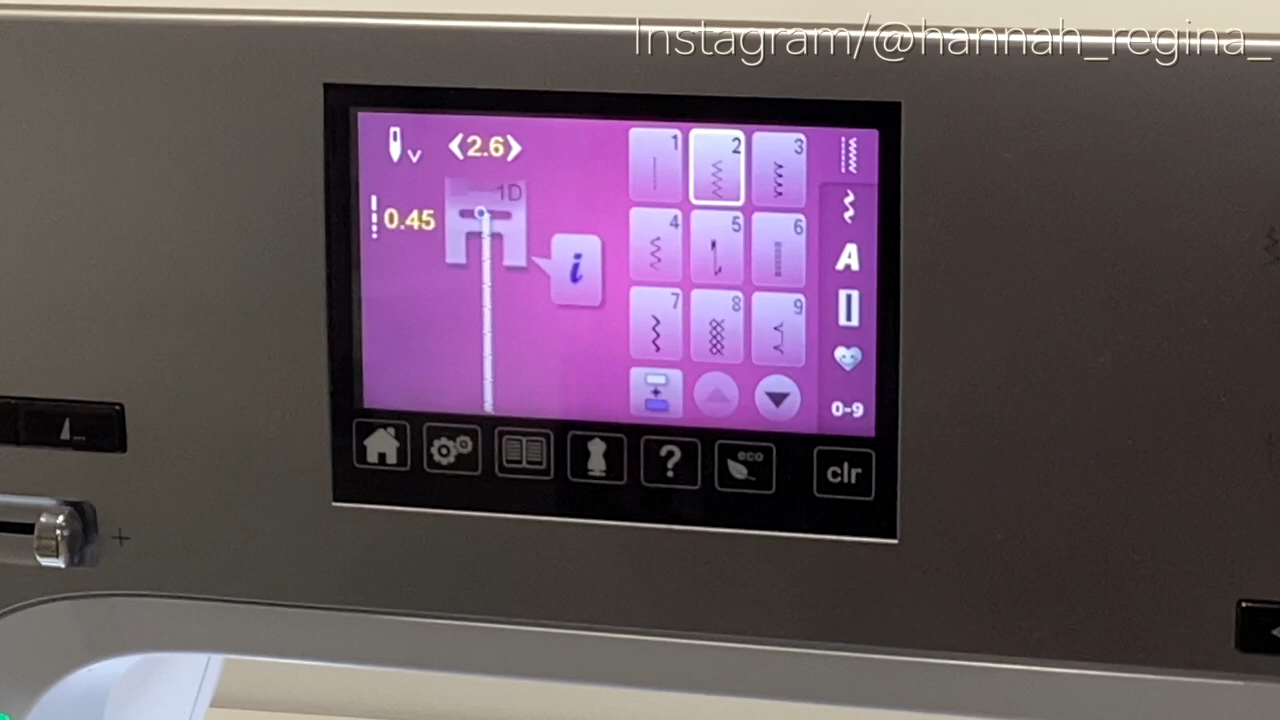 Instagram/@hannah_regina_
v <2.6> 1 2 3
1D
0.45 4 5 6
i A
7 8 9
0-9
? eco clr
+